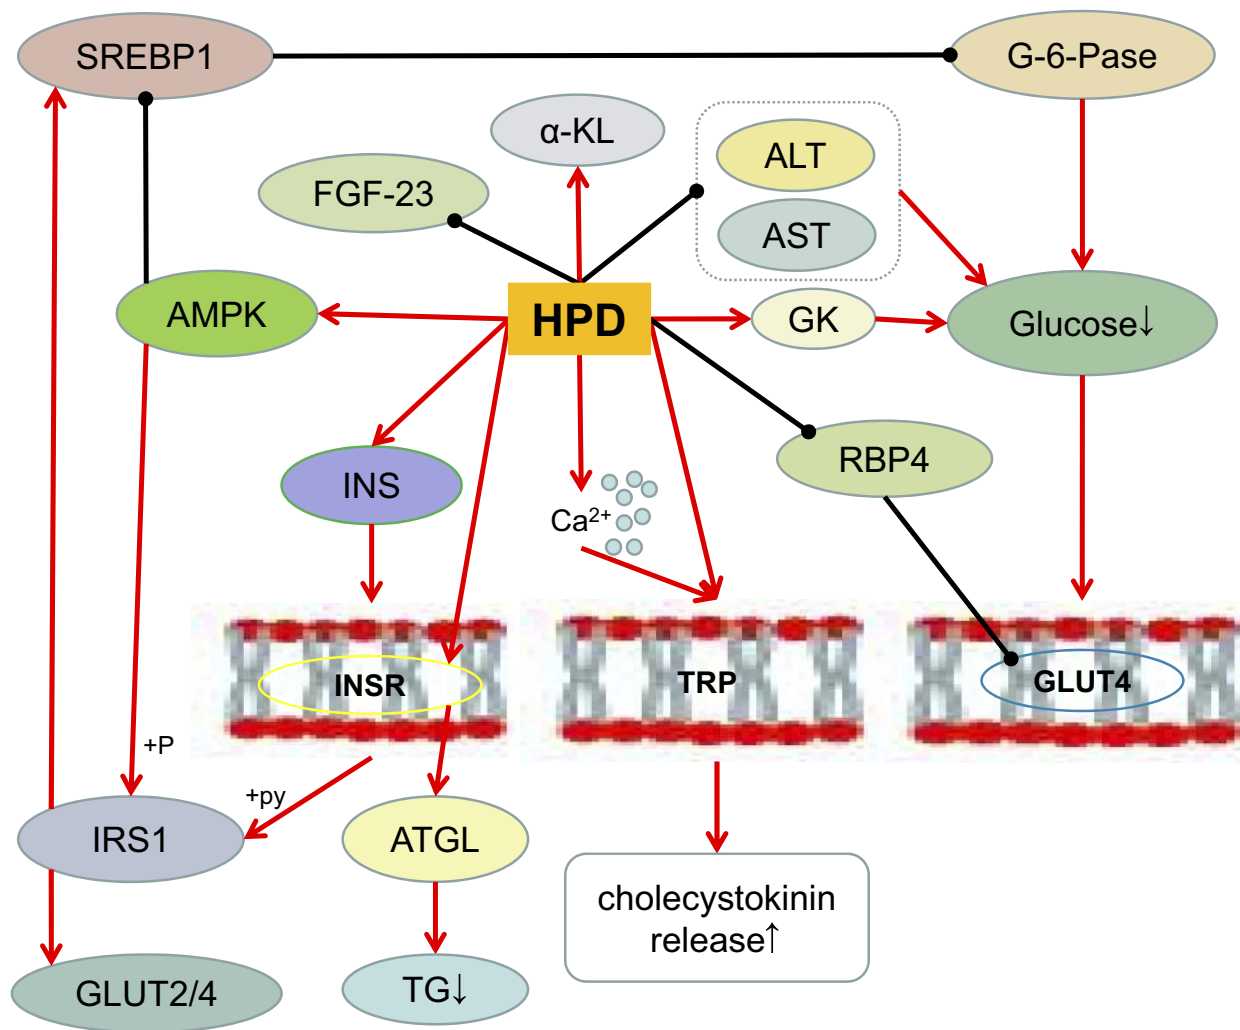 SREBP1
G-6-Pase
α-KL
ALT
FGF-23
AST
AMPK
HPD
GK
Glucose↓
INS
RBP4
Ca²⁺
INSR
TRP
GLUT4
+P
+py
IRS1
ATGL
cholecystokinin
release↑
GLUT2/4
TG↓